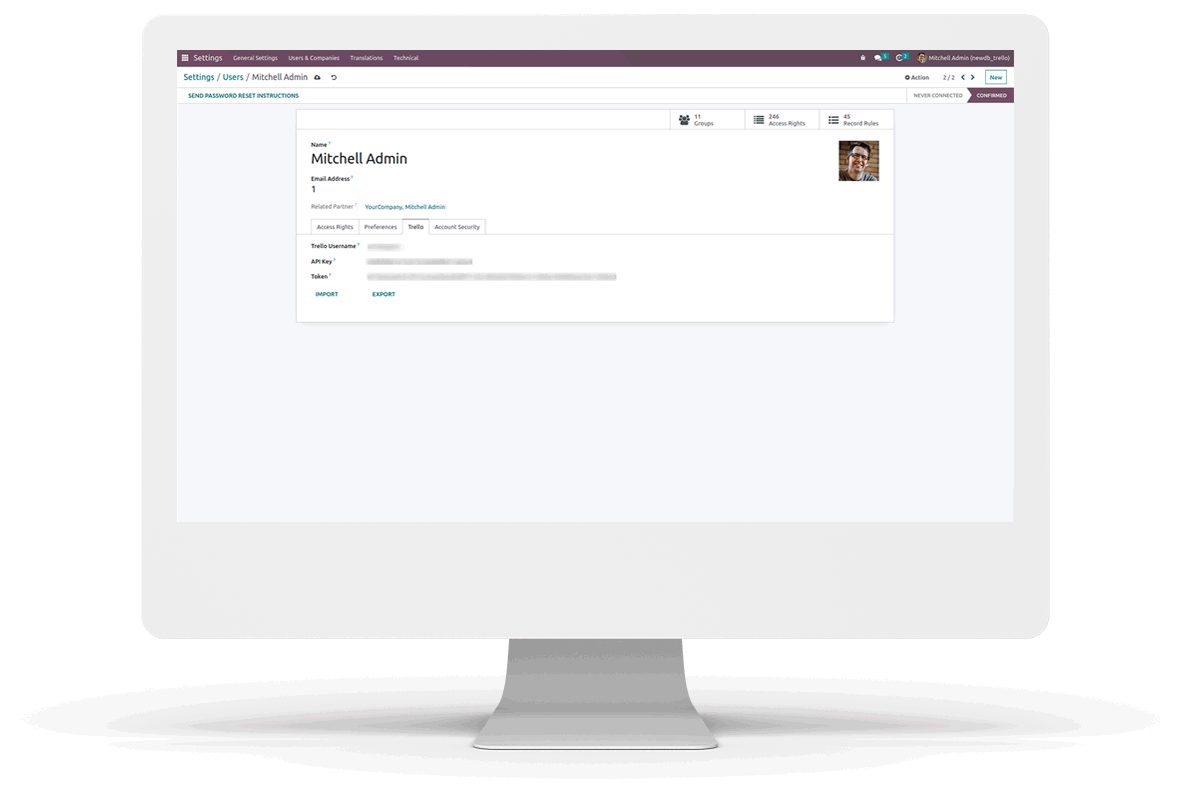 Settings General Settings Users & Companies Translations Technical 5 2 Mitchell Admin (newdb_trello)
Settings / Users / Mitchell Admin Action 2 / 2 New
SEND PASSWORD RESET INSTRUCTIONS NEVER CONNECTED CONFIRMED
11 Groups 246 Access Rights 45 Record Rules
Name ?
Mitchell Admin
Email Address ?
1
Related Partner ? YourCompany, Mitchell Admin
Access Rights Preferences Trello Account Security
Trello Username ?
API Key ?
Token ?
IMPORT EXPORT